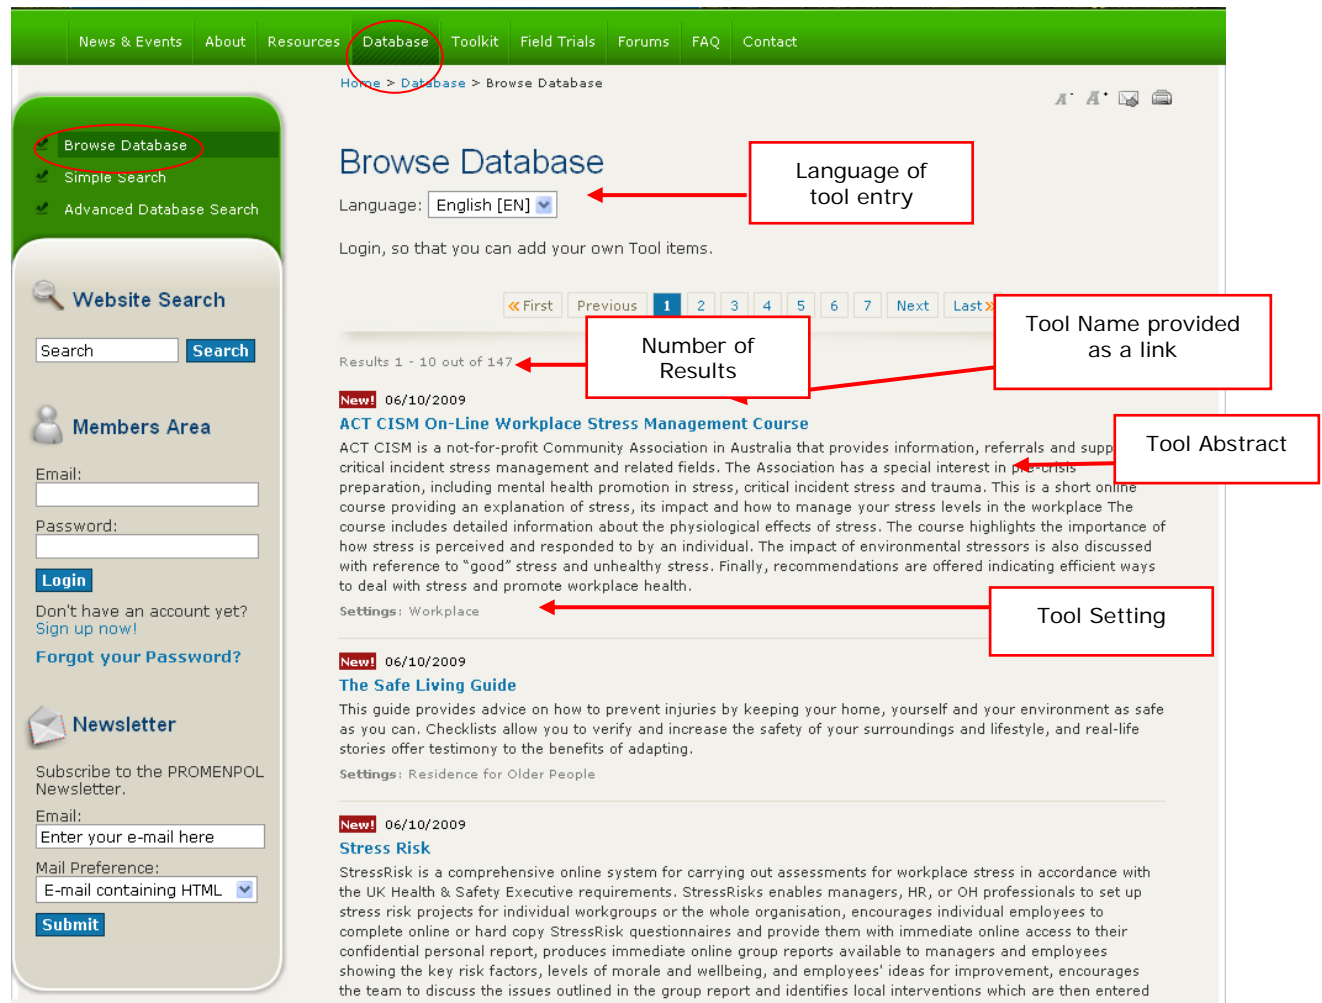 News & Events About Resources Database Toolkit Field Trials Forums FAQ Contact
Home > Database > Browse Database
A- A+
Browse Database
Simple Search
Advanced Database Search
Website Search
Search Search
Members Area
Email:
Password:
Login
Don't have an account yet?
Sign up now!
Forgot your Password?
Newsletter
Subscribe to the PROMENPOL
Newsletter.
Email:
Enter your e-mail here
Mail Preference:
E-mail containing HTML
Submit
Browse Database
Language: English [EN]
Language of
tool entry
Login, so that you can add your own Tool items.
«First Previous 1 2 3 4 5 6 7 Next Last»
Tool Name provided
as a link
Number of
Results
Results 1 - 10 out of 147
New! 06/10/2009
ACT CISM On-Line Workplace Stress Management Course
ACT CISM is a not-for-profit Community Association in Australia that provides information, referrals and
critical incident stress management and related fields. The Association has a special interest in pre-crisis
preparation, including mental health promotion in stress, critical incident stress and trauma. This is a short online
course providing an explanation of stress, its impact and how to manage your stress levels in the workplace The
course includes detailed information about the physiological effects of stress. The course highlights the importance of
how stress is perceived and responded to by an individual. The impact of environmental stressors is also discussed
with reference to “good” stress and unhealthy stress. Finally, recommendations are offered indicating efficient ways
to deal with stress and promote workplace health.
Tool Abstract
Settings: Workplace
Tool Setting
New! 06/10/2009
The Safe Living Guide
This guide provides advice on how to prevent injuries by keeping your home, yourself and your environment as safe
as you can. Checklists allow you to verify and increase the safety of your surroundings and lifestyle, and real-life
stories offer testimony to the benefits of adapting.
Settings: Residence for Older People
New! 06/10/2009
Stress Risk
StressRisk is a comprehensive online system for carrying out assessments for workplace stress in accordance with
the UK Health & Safety Executive requirements. StressRisks enables managers, HR, or OH professionals to set up
stress risk projects for individual workgroups or the whole organisation, encourages individual employees to
complete online or hard copy StressRisk questionnaires and provide them with immediate online access to their
confidential personal report, produces immediate online group reports available to managers and employees
showing the key risk factors, levels of morale and wellbeing, and employees' ideas for improvement, encourages
the team to discuss the issues outlined in the group report and identifies local interventions which are then entered